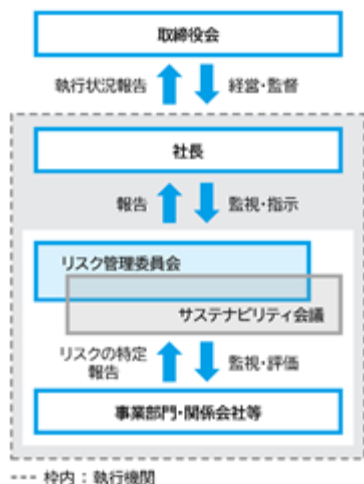 取締役会
執行状況報告 経営・監督
社長
報告 監視・指示
リスク管理委員会
サステナビリティ会議
リスクの特定
報告
監視・評価
事業部門・関係会社等
--- 枠内：執行機関